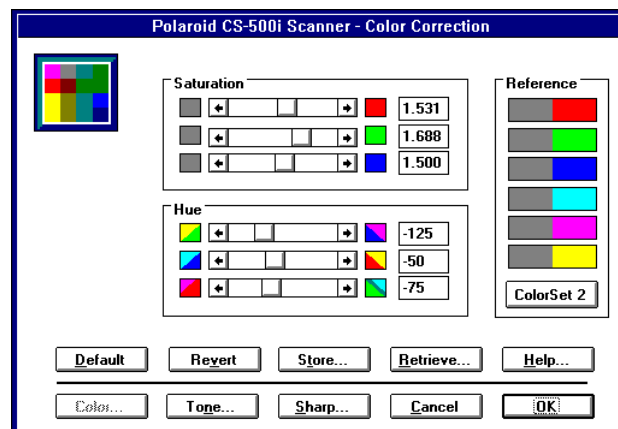 Polaroid CS-500i Scanner - Color Correction
Saturation
1.531
1.688
1.500
Hue
-125
-50
-75
Reference
ColorSet 2
Default Revert Store... Retrieve... Help...
Color... Tone... Sharp... Cancel OK